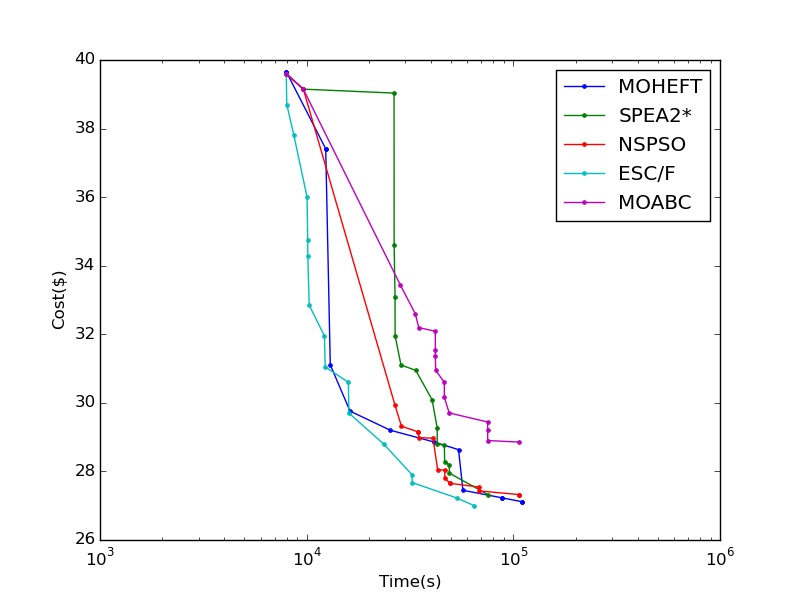 40
38
36
34
32
30
28
26
Cost($)
10^3
10^4
10^5
10^6
Time(s)
MOHEFT
SPEA2*
NSPSO
ESC/F
MOABC